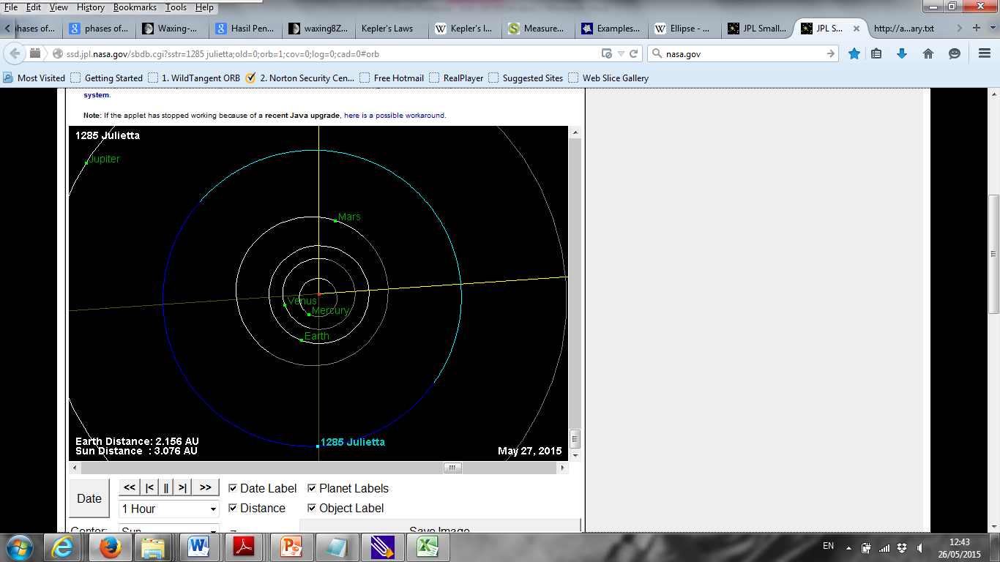 File Edit View History Bookmarks Tools Help
hases of...
phases of...
Waxing-...
Hasil Pen...
waxing8Z...
Kepler's Laws
Kepler's l...
Measure...
Examples...
Ellipse - ...
JPL Small...
JPL S...
http://a...ary.txt
ssd.jpl.nasa.gov/sbdb.cgi?sstr=1285 julietta;old=0;orb=1;cov=0;log=0;cad=0#orb
nasa.gov
Most Visited
Getting Started
1. WildTangent ORB
2. Norton Security Cen...
Free Hotmail
RealPlayer
Suggested Sites
Web Slice Gallery
system.
Note: If the applet has stopped working because of a recent Java upgrade, here is a possible workaround.
1285 Julietta
Jupiter
Mars
Venus
Mercury
Earth
1285 Julietta
Earth Distance: 2.156 AU
Sun Distance : 3.076 AU
May 27, 2015
Date
<< |< || >| >>
Date Label
Planet Labels
1 Hour
Distance
Object Label
Center:
Sun
Save Image
EN
12:43
26/05/2015